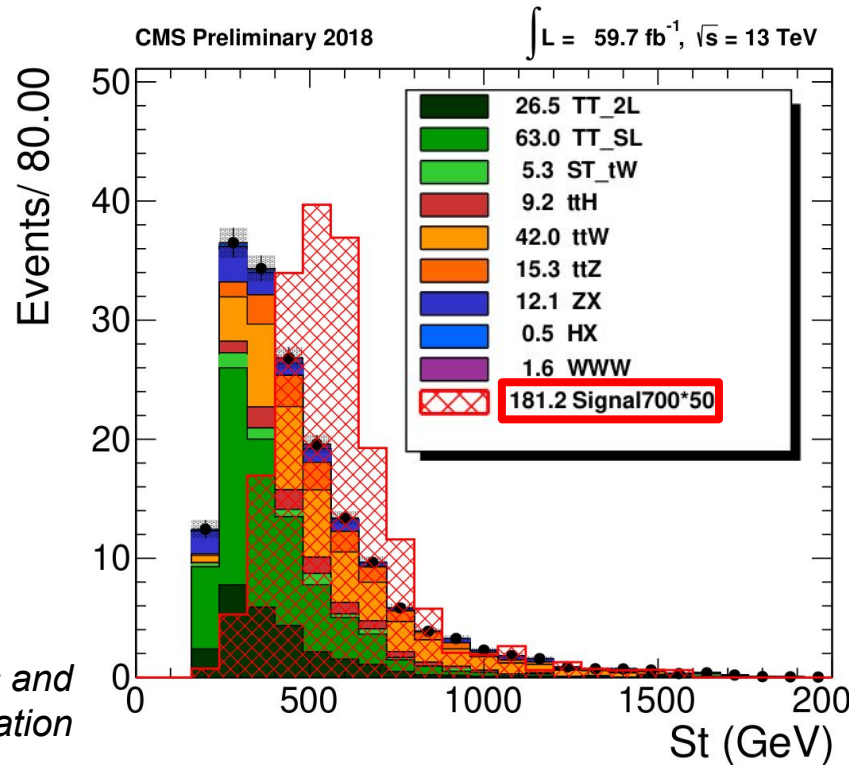 CMS Preliminary 2018
∫L = 59.7 fb⁻¹, √s = 13 TeV
Events/ 80.00
50
40
30
20
10
0
26.5 TT_2L
63.0 TT_SL
5.3 ST_tW
9.2 ttH
42.0 ttW
15.3 ttZ
12.1 ZX
0.5 HX
1.6 WWW
181.2 Signal700*50
0 500 1000 1500 200
St (GeV)
and
ation